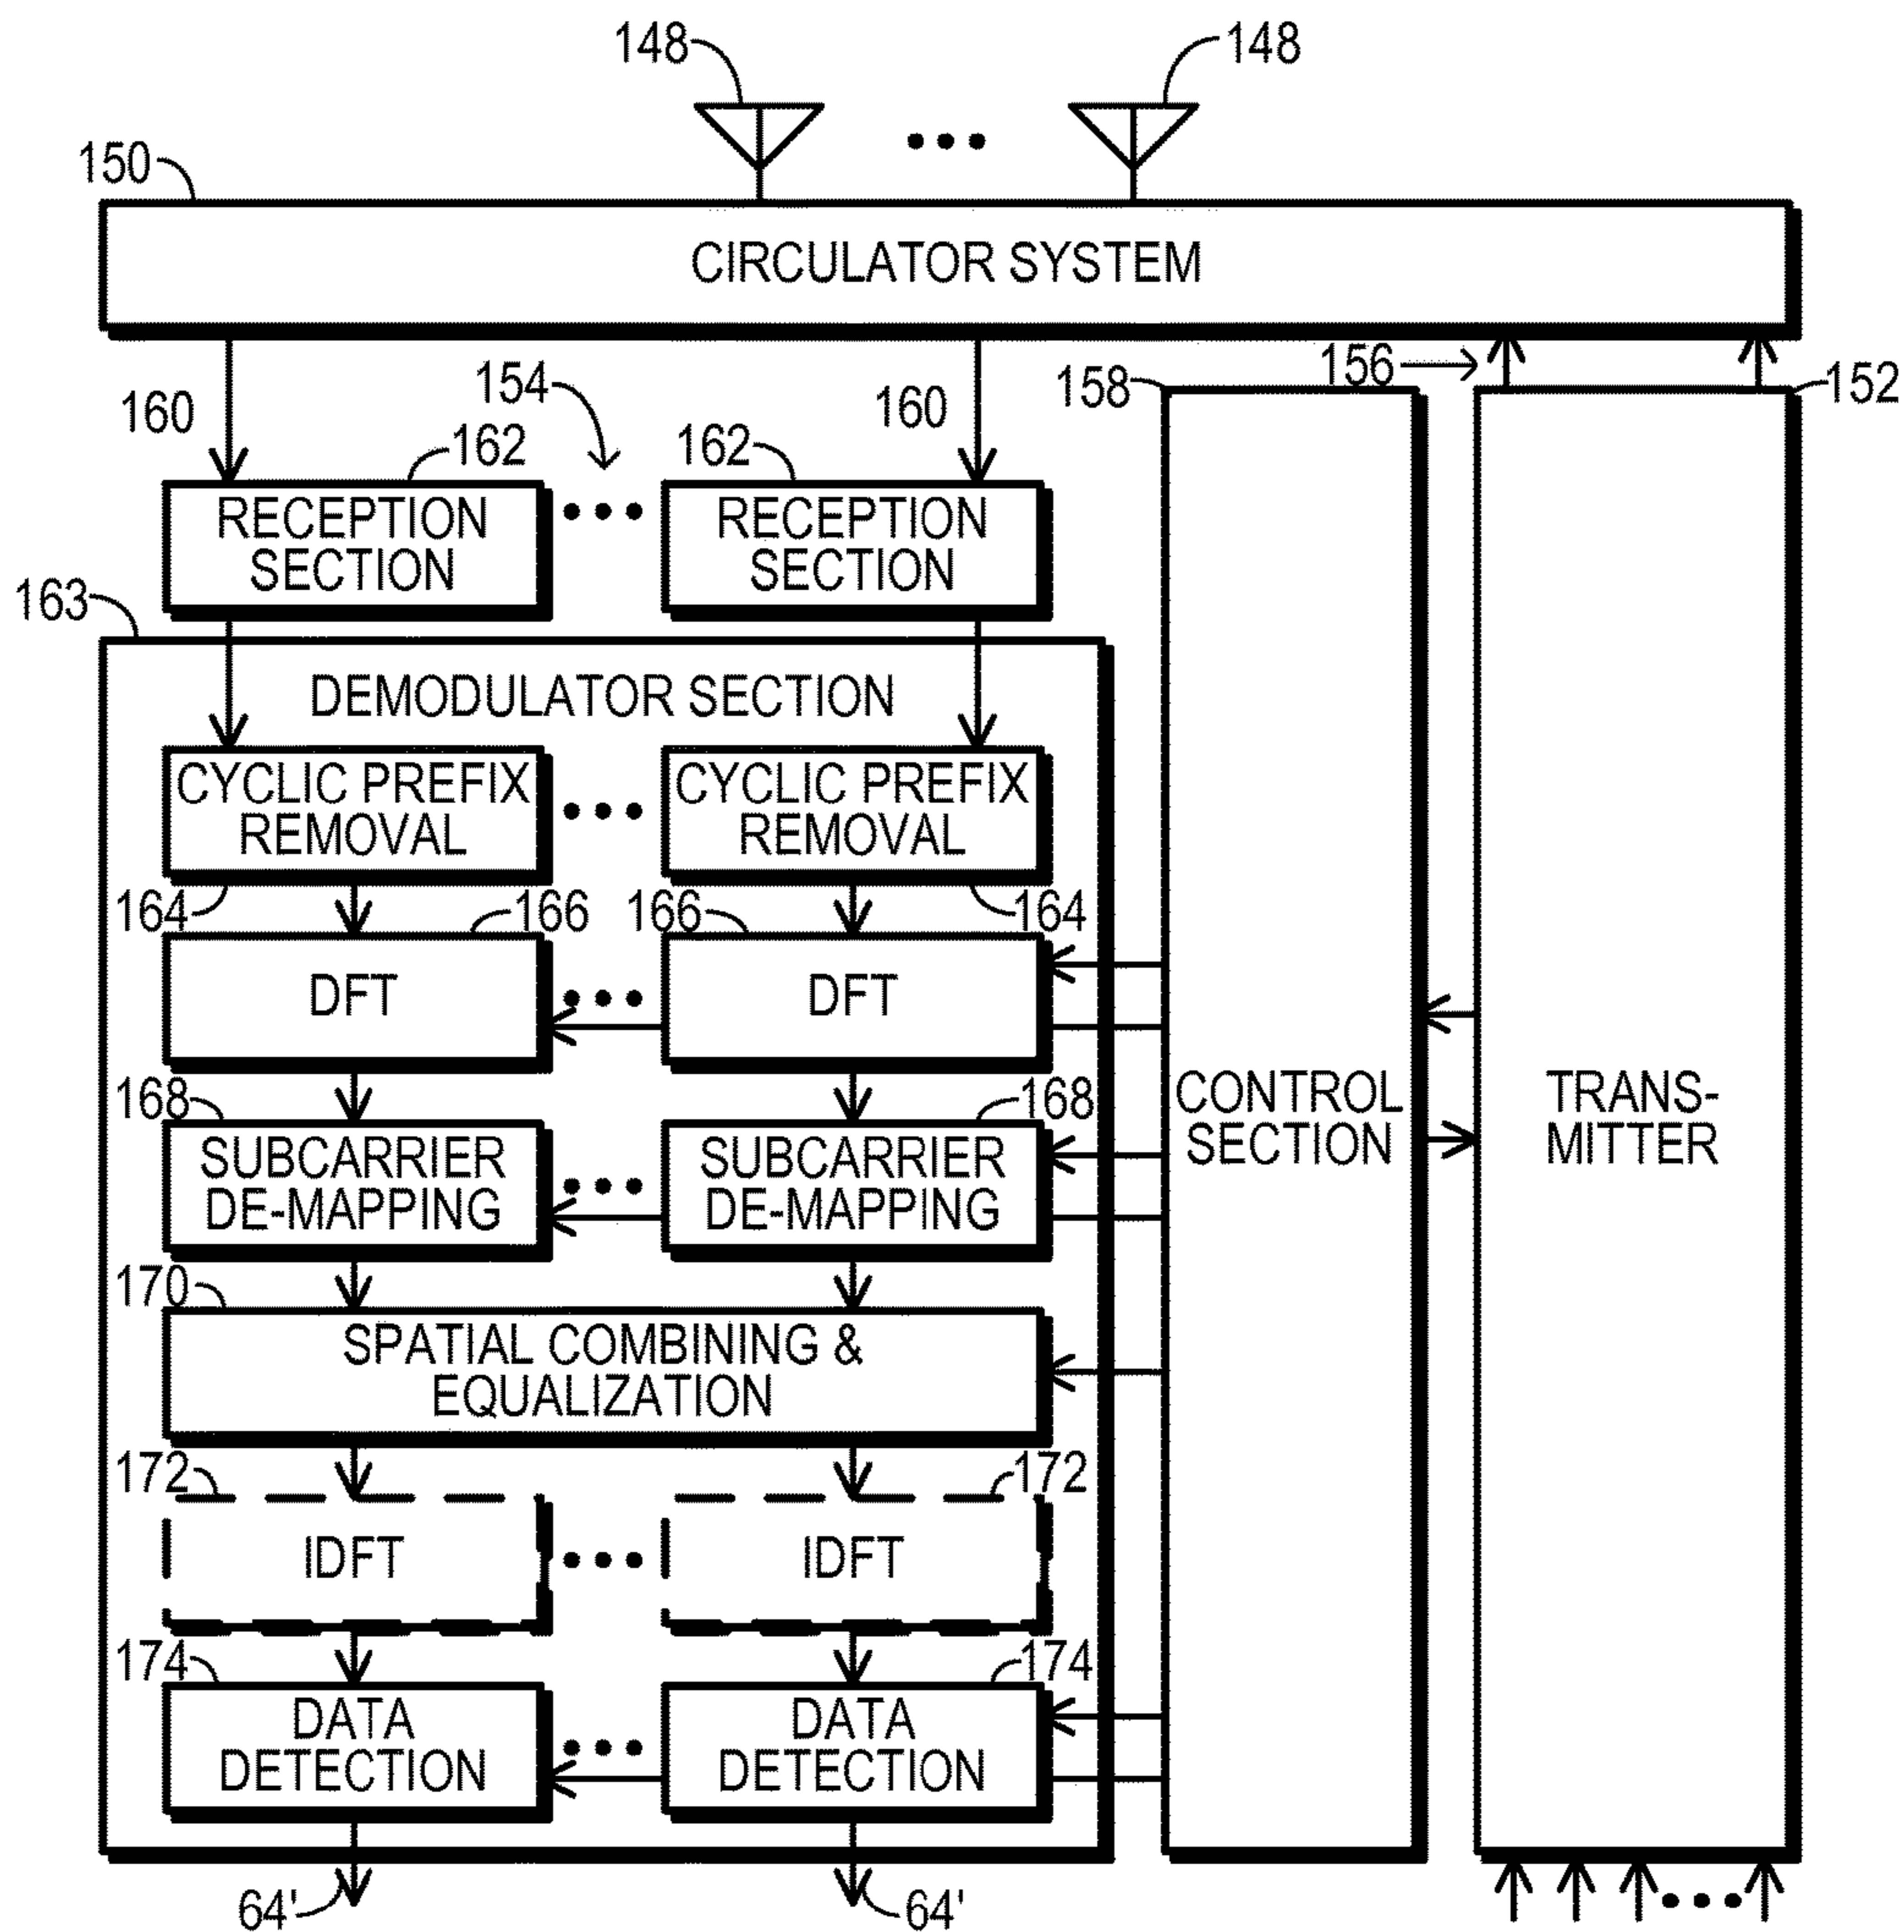 148
148
150
CIRCULATOR SYSTEM
156
158
152
160
154
160
162
162
RECEPTION
SECTION
RECEPTION
SECTION
163
DEMODULATOR SECTION
CYCLIC PREFIX
REMOVAL
CYCLIC PREFIX
REMOVAL
164
166
166
164
DFT
DFT
168
168
SUBCARRIER
DE-MAPPING
SUBCARRIER
DE-MAPPING
CONTROL
SECTION
TRANS-
MITTER
170
SPATIAL COMBINING &
EQUALIZATION
172
172
IDFT
IDFT
174
174
DATA
DETECTION
DATA
DETECTION
64'
64'